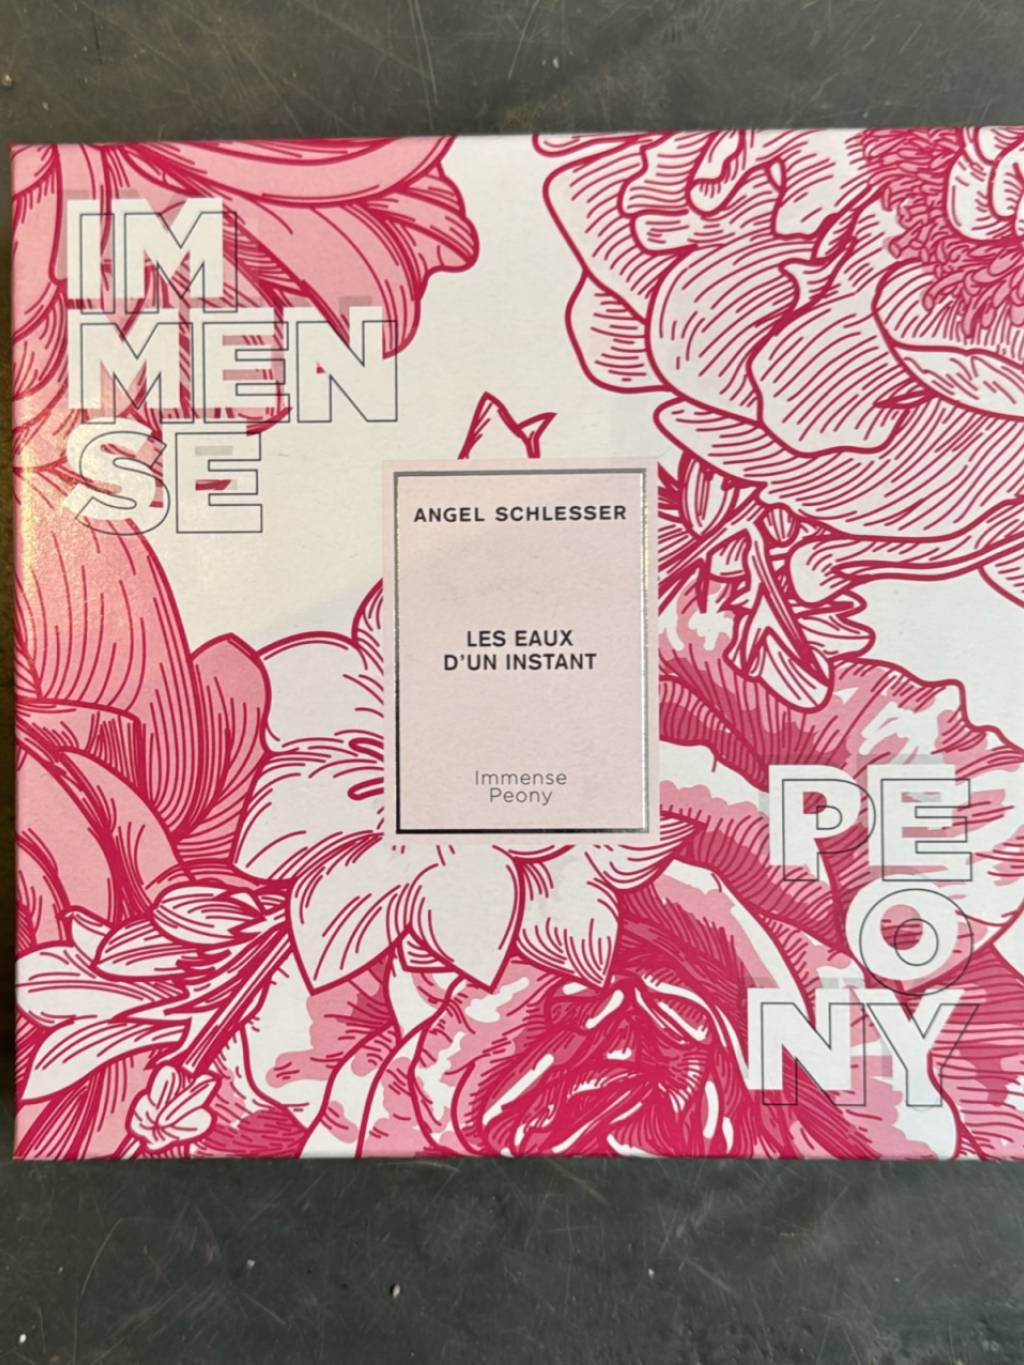 IM
MEN
SE
ANGEL SCHLESSER
LES EAUX
D'UN INSTANT
Immense
Peony
PE
O
NY